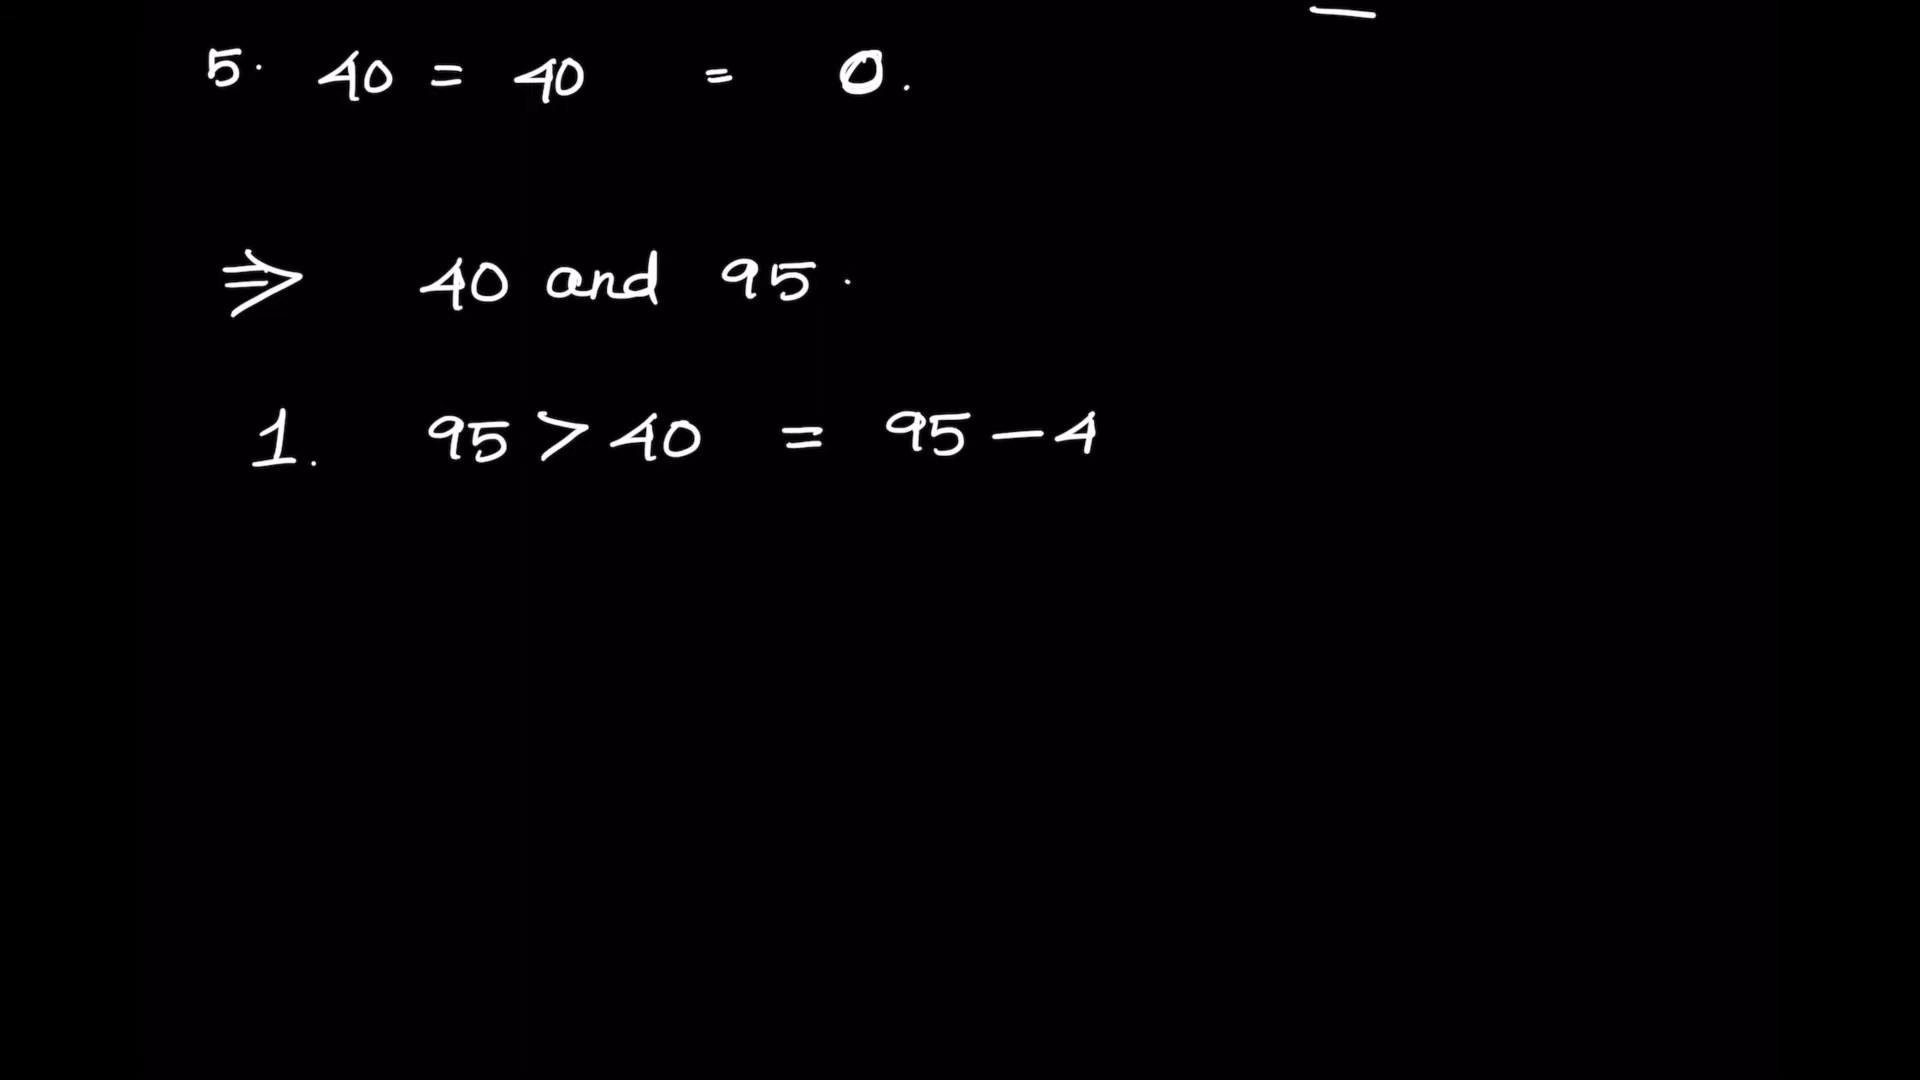 5. 40 = 40 = 0.
⇒ 40 and 95.
1. 95 > 40 = 95 - 4